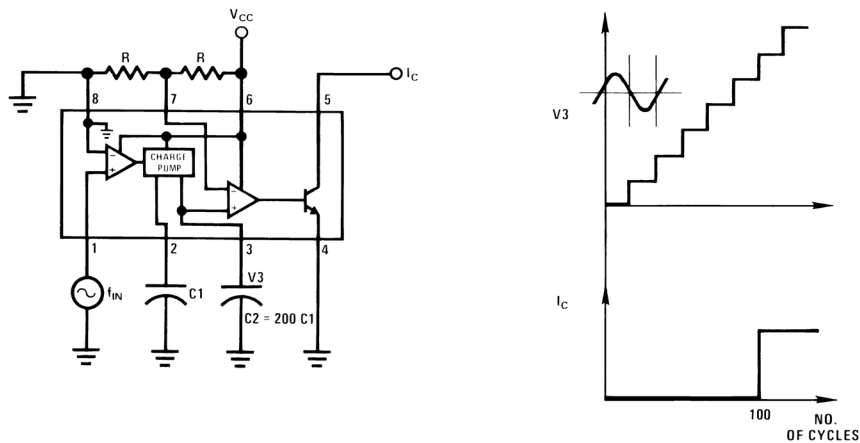 VCC
R
R
IC
8
7
6
5
CHARGE
PUMP
−
+
−
+
1
2
3
4
fIN
C1
V3
C2 = 200 C1
V3
IC
100
NO.
OF CYCLES